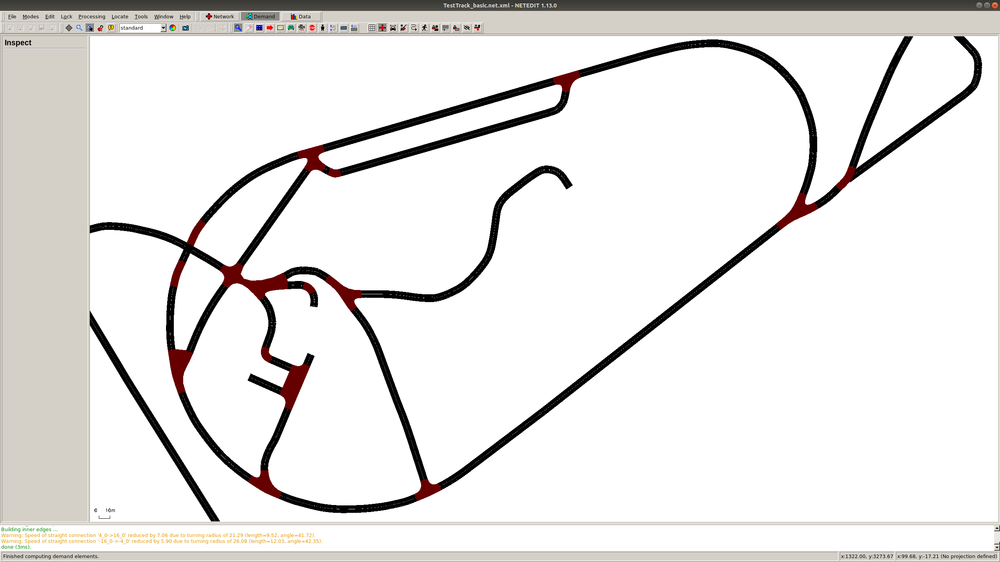 TestTrack_basic.net.xml - NETEDIT 1.13.0
File Modes Edit Lock Processing Locate Tools Window Help Network Demand Data
standard
TYPE
STOP
Inspect
0 10m
Building inner edges ...
Warning: Speed of straight connection '4_0->16_0' reduced by 7.06 due to turning radius of 21.29 (length=9.52, angle=41.72).
Warning: Speed of straight connection '-16_0->-4_0' reduced by 5.90 due to turning radius of 26.08 (length=12.03, angle=42.35).
done (3ms).
Finished computing demand elements.
x:1322.00, y:3273.67
x:99.68, y:-17.21 (No projection defined)